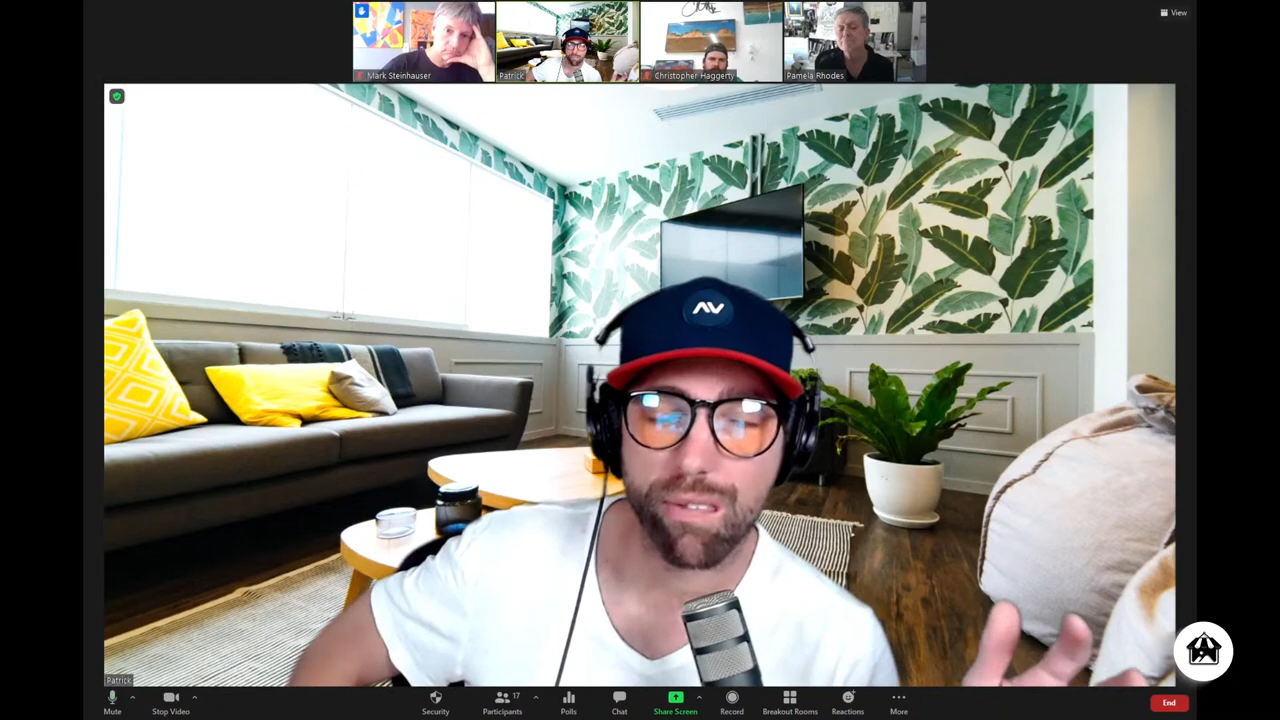 View
Mark Steinhauser
Patrick
Christopher Haggerty
Pamela Rhodes
AV
Patrick
Mute
Stop Video
Security
Participants
17
Polls
Chat
Share Screen
Record
Breakout Rooms
Reactions
More
End